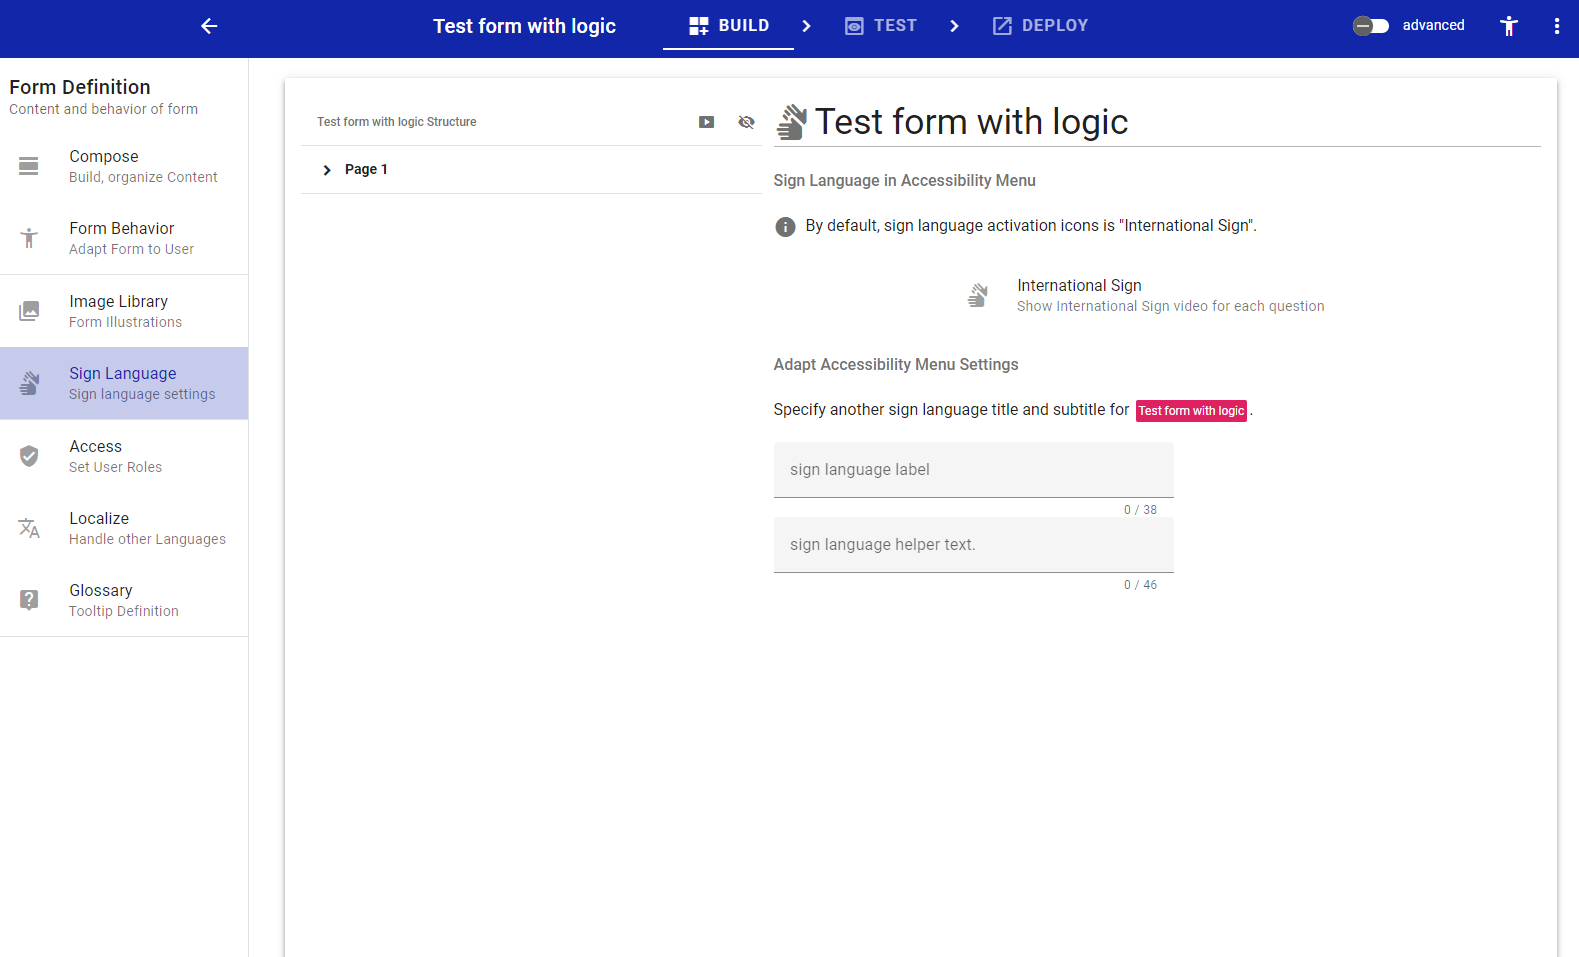 Test form with logic
BUILD
TEST
DEPLOY
advanced
Form Definition
Content and behavior of form
Compose
Build, organize Content
Form Behavior
Adapt Form to User
Image Library
Form Illustrations
Sign Language
Sign language settings
Access
Set User Roles
Localize
Handle other Languages
Glossary
Tooltip Definition
Test form with logic Structure
Page 1
Test form with logic
Sign Language in Accessibility Menu
By default, sign language activation icons is "International Sign".
International Sign
Show International Sign video for each question
Adapt Accessibility Menu Settings
Specify another sign language title and subtitle for Test form with logic .
sign language label
0 / 38
sign language helper text.
0 / 46